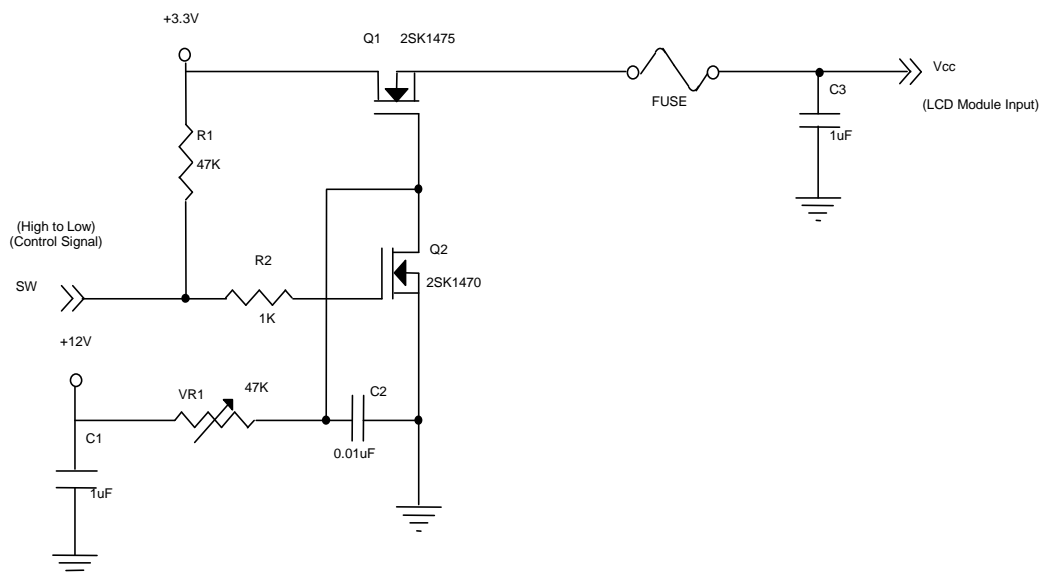 +3.3V
Q1 2SK1475
Vcc
FUSE
C3
(LCD Module Input)
R1
1uF
47K
(High to Low)
(Control Signal)
Q2
R2
2SK1470
SW
1K
+12V
47K
VR1
C2
C1
0.01uF
1uF